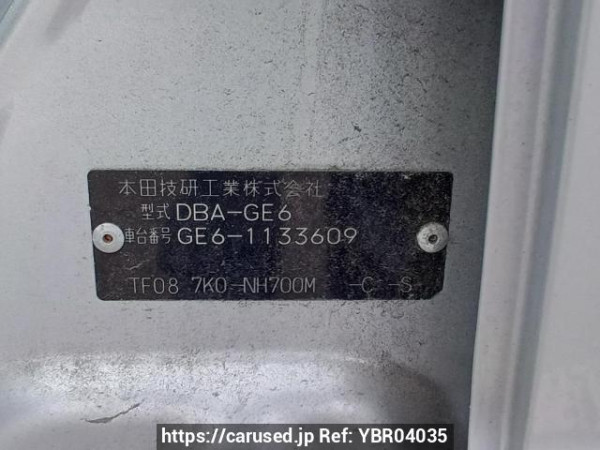 本田技研工業株式会社
型式 DBA-GE6
車台番号 GE6-1133609
TF08 7K0-NH700M -C -S
https://carused.jp Ref: YBR04035